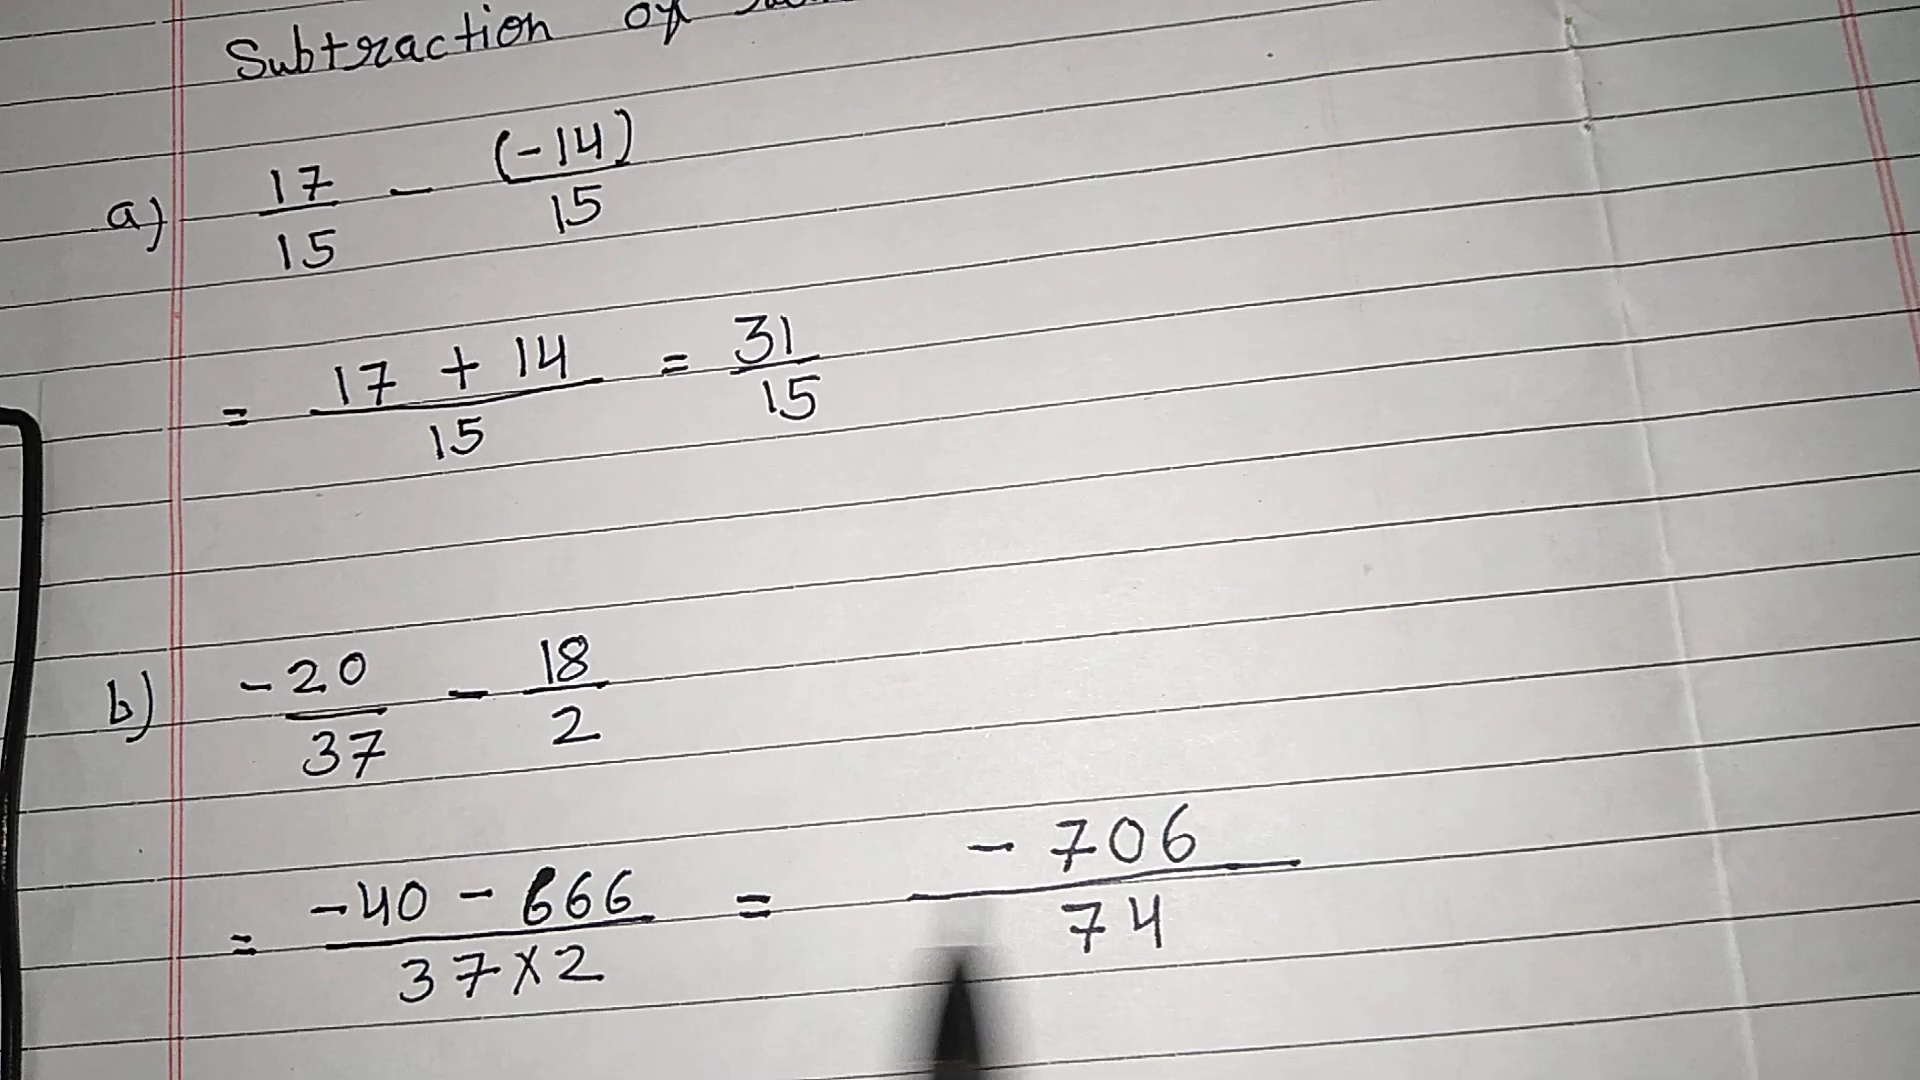 Subtraction of
a) 17/15 - (-14)/15
= 17 + 14/15 = 31/15
b) -20/37 - 18/2
= -40 - 666/37×2 = -706/74